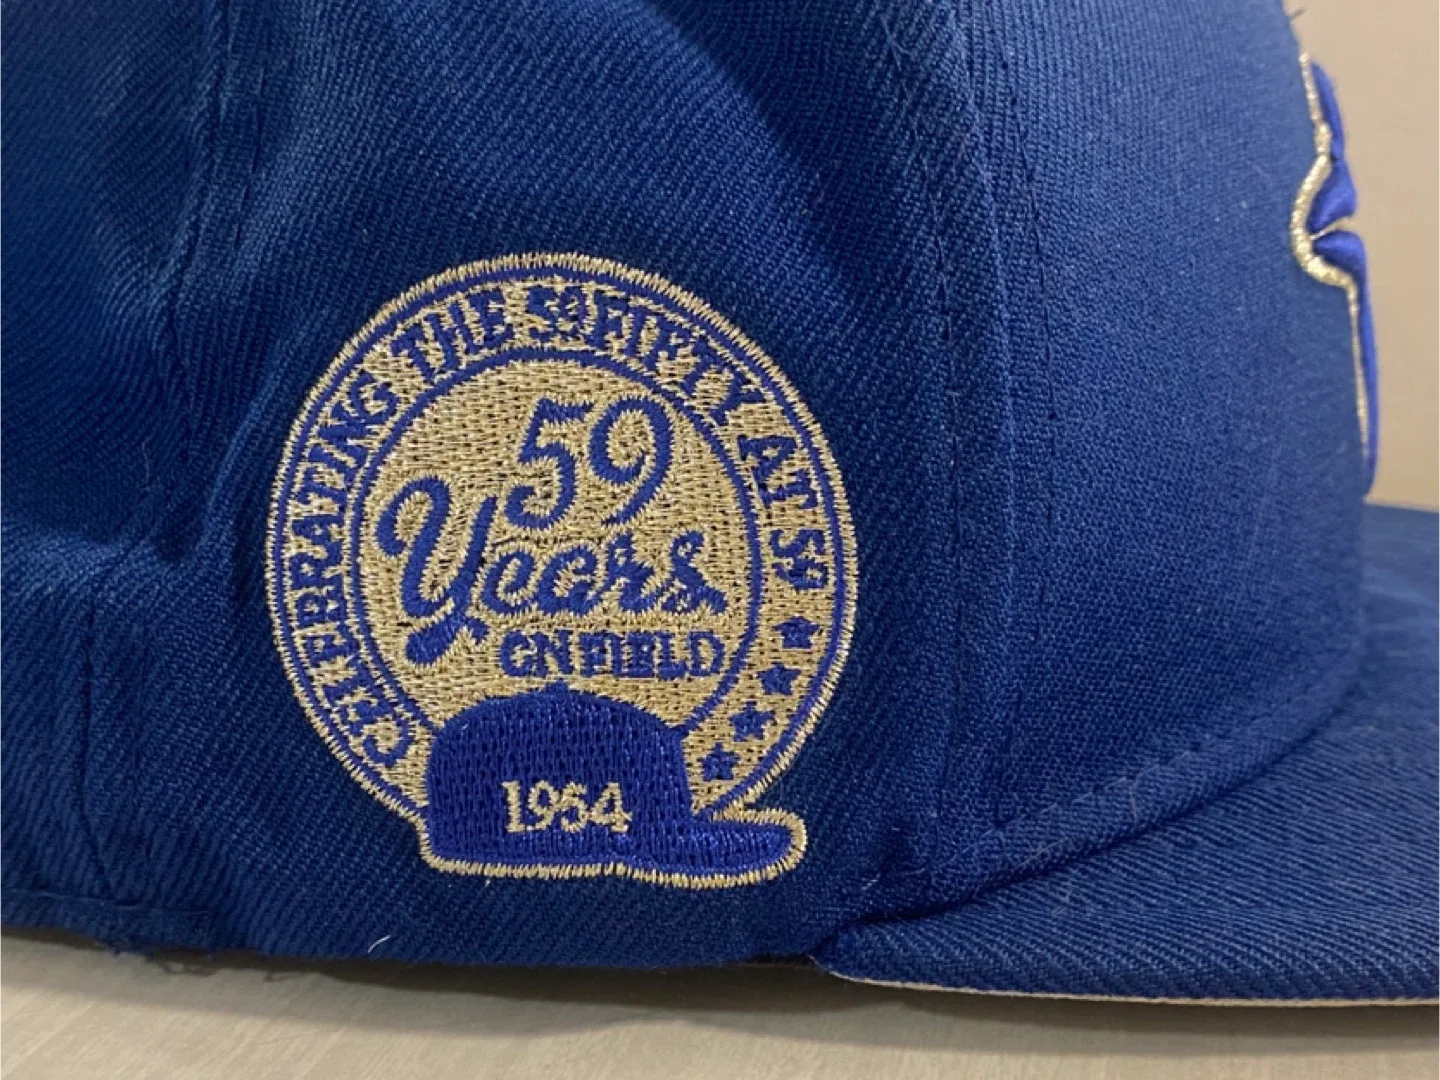 CELEBRATING THE 59FIFTY AT 59
59
Years
ON FIELD
1954